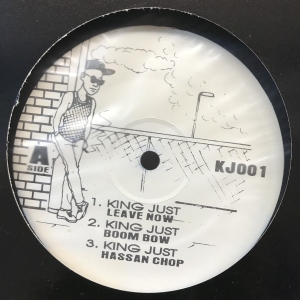 A
SIDE
KJ001
1. KING JUST
LEAVE NOW
2. KING JUST
BOOM BOW
3. KING JUST
HASSAN CHOP